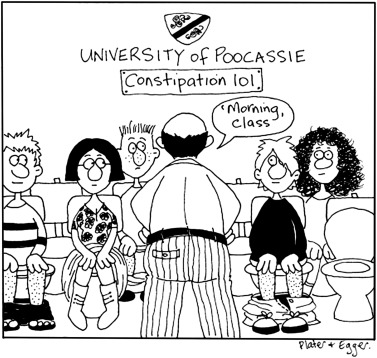 UNIVERSITY of POOCASSIE
Constipation 101
'Morning,
class
Plater & Egger.